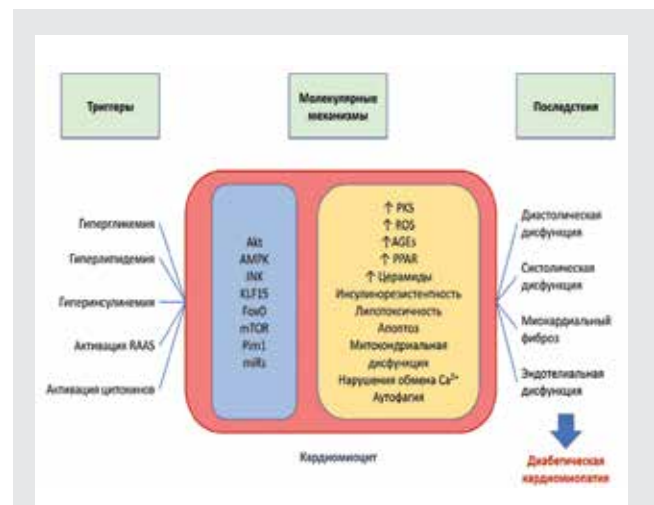 Триггеры
Молекулярные
механизмы
Последствия
Гипергликемия
Гиперлипидемия
Гиперинсулинемия
Активация RAAS
Активация цитокинов
Akt
AMPK
JNK
KLF15
FoxO
mTOR
Pim1
miRs
↑ PKS
↑ ROS
↑AGEs
↑ PPAR
↑ Церамиды
Инсулинорезистентность
Липотоксичность
Апоптоз
Митохондриальная
дисфункция
Нарушения обмена Ca²⁺
Аутофагия
Диастолическая
дисфункция
Систолическая
дисфункция
Миокардиальный
фиброз
Эндотелиальная
дисфункция
Кардиомиоцит
Диабетическая
кардиомиопатия